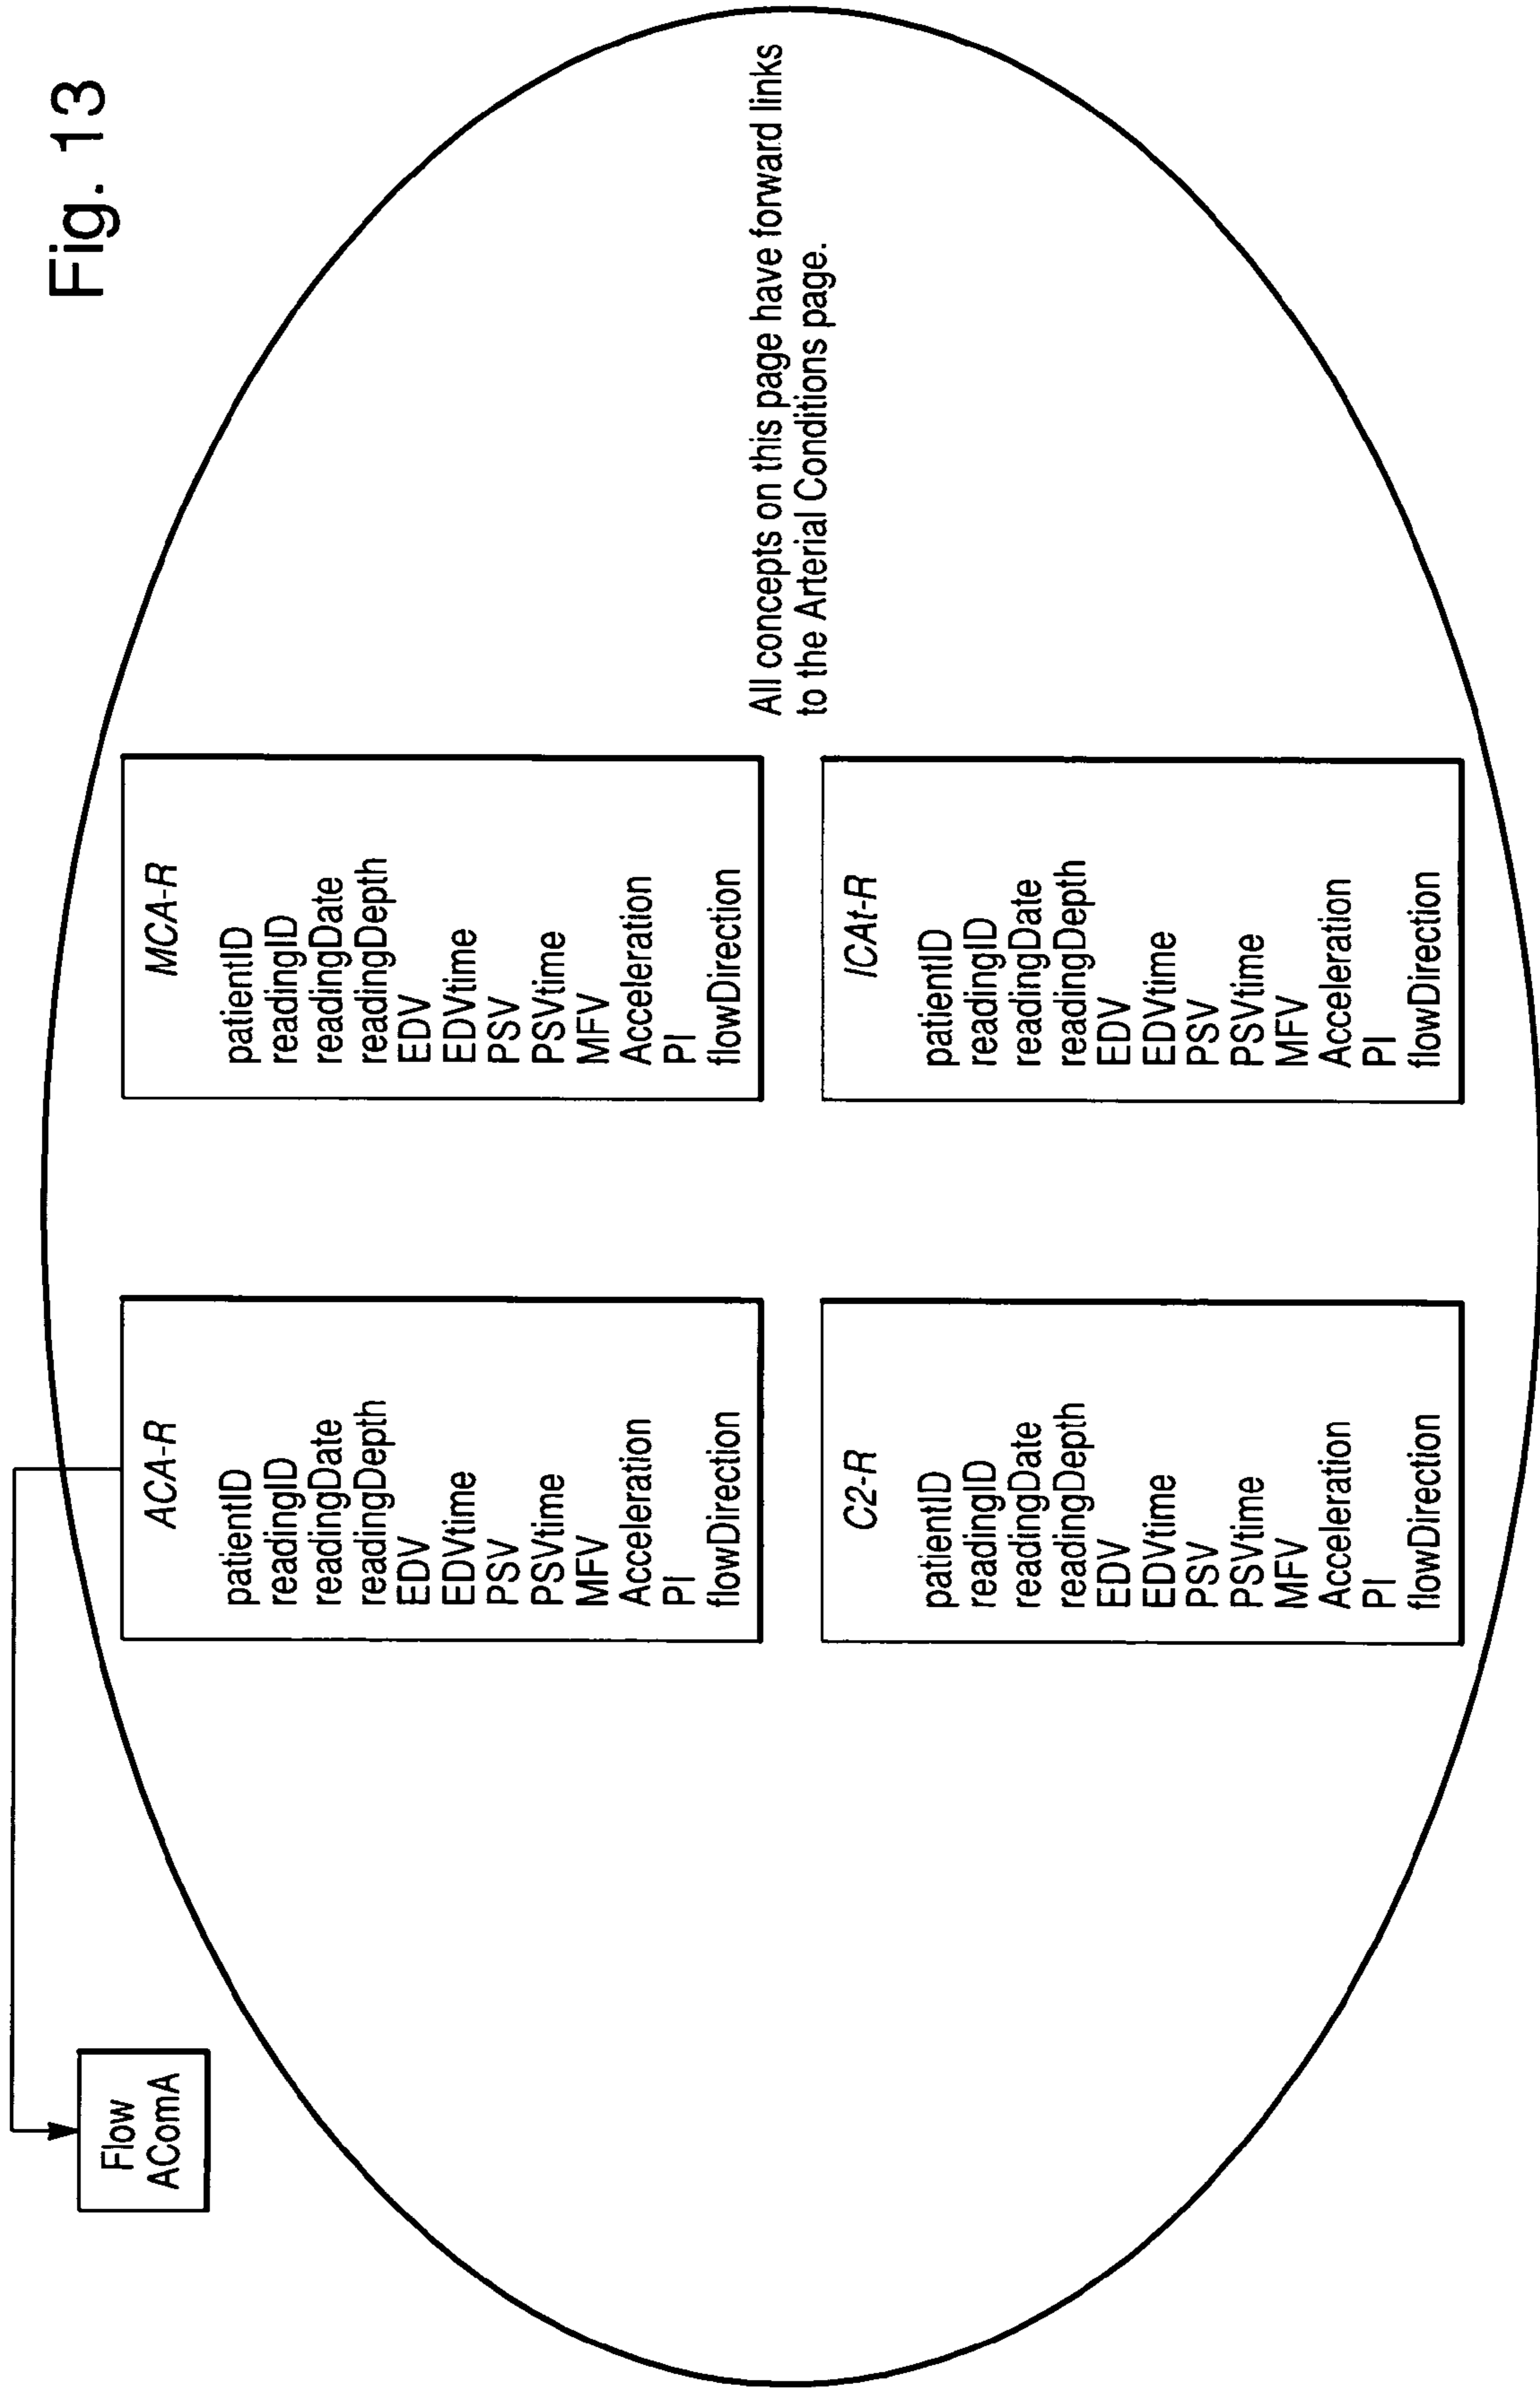 Fig. 13
Flow
AComA
ACA-R
patientID
readingID
readingDate
readingDepth
EDV
EDVtime
PSV
PSVtime
MFV
Acceleration
PI
flowDirection
MCA-R
patientID
readingID
readingDate
readingDepth
EDV
EDVtime
PSV
PSVtime
MFV
Acceleration
PI
flowDirection
C2-R
patientID
readingID
readingDate
readingDepth
EDV
EDVtime
PSV
PSVtime
MFV
Acceleration
PI
flowDirection
ICAt-R
patientID
readingID
readingDate
readingDepth
EDV
EDVtime
PSV
PSVtime
MFV
Acceleration
PI
flowDirection
All concepts on this page have forward links
to the Arterial Conditions page.